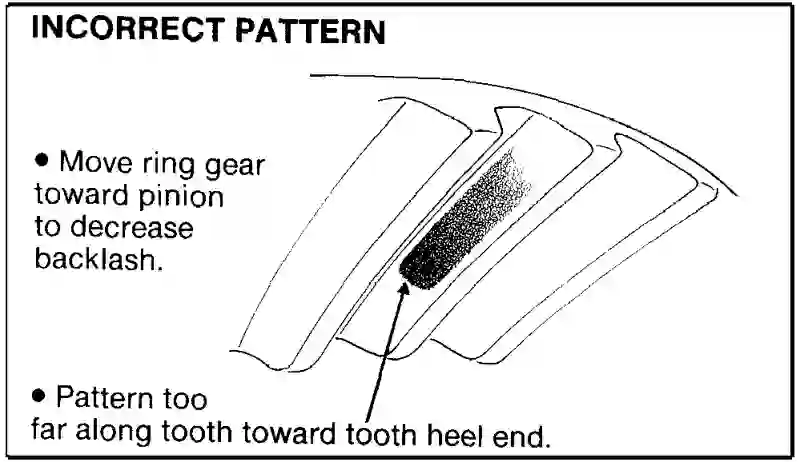 INCORRECT PATTERN
• Move ring gear
toward pinion
to decrease
backlash.
• Pattern too
far along tooth toward tooth heel end.